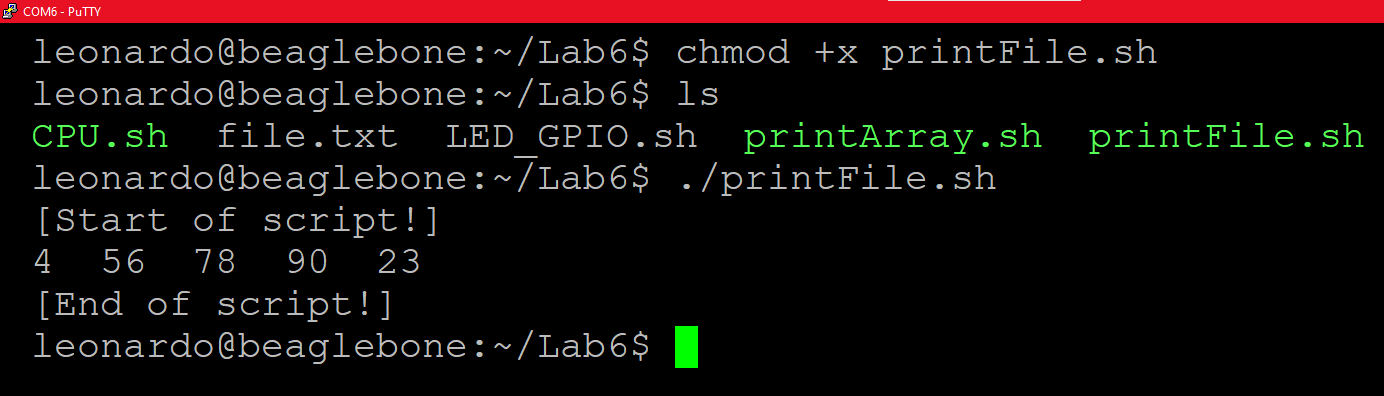 COM6 - PuTTY
leonardo@beaglebone:~/Lab6$ chmod +x printFile.sh
leonardo@beaglebone:~/Lab6$ ls
CPU.sh  file.txt  LED_GPIO.sh  printArray.sh  printFile.sh
leonardo@beaglebone:~/Lab6$ ./printFile.sh
[Start of script!]
4  56  78  90  23
[End of script!]
leonardo@beaglebone:~/Lab6$